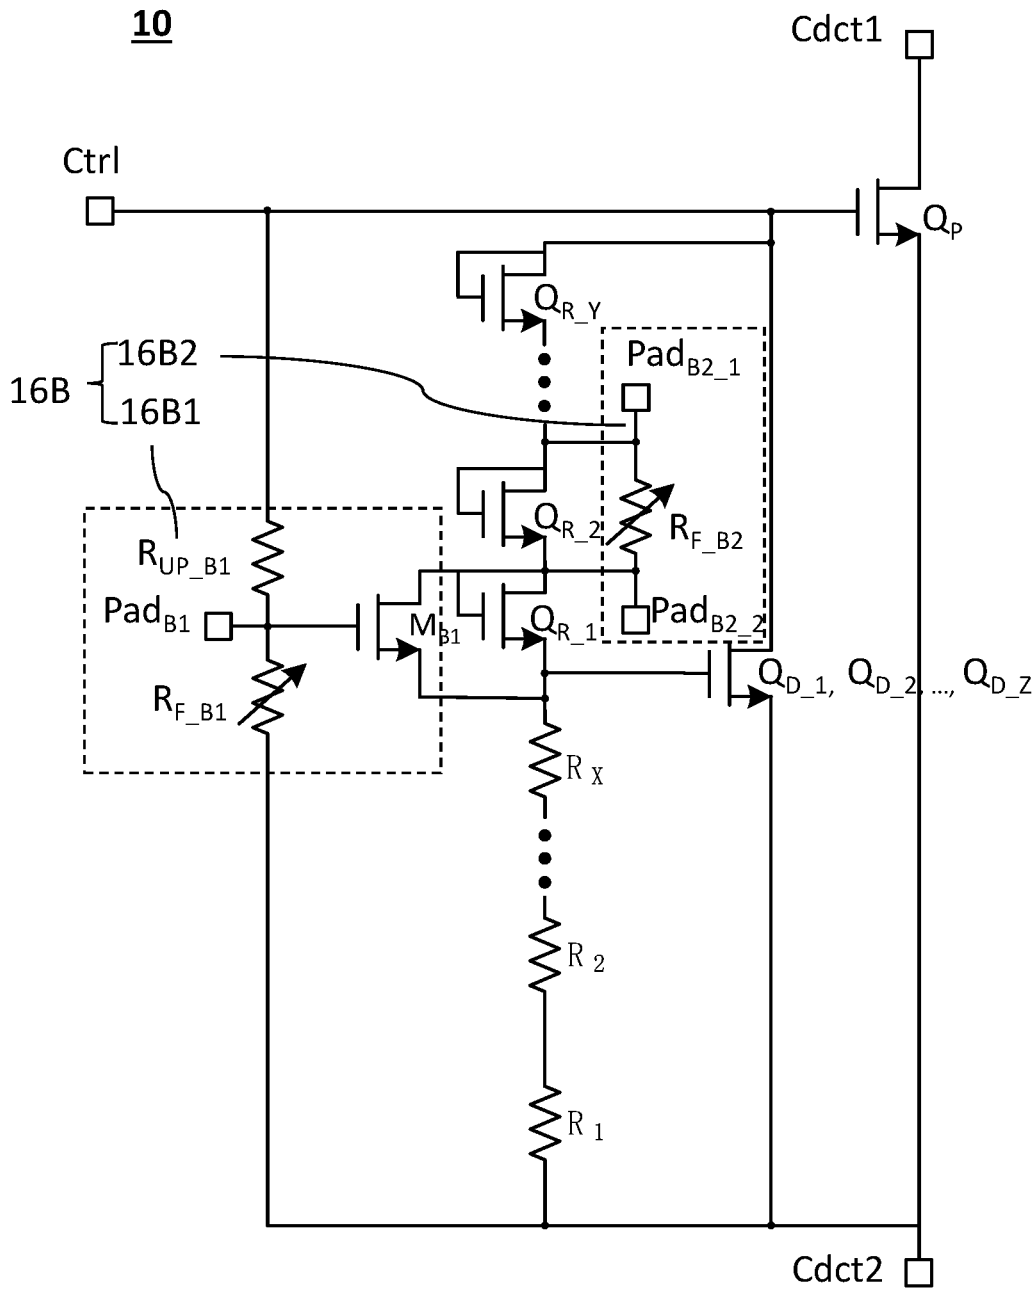 10
Cdct1
Ctrl
Q_P
Q_R_Y
16B2
16B
16B1
Pad_B2_1
Q_R_2
R_F_B2
R_UP_B1
Pad_B1
M_B1
Q_R_1
Pad_B2_2
R_F_B1
Q_D_1, Q_D_2, ..., Q_D_Z
R_X
R_2
R_1
Cdct2